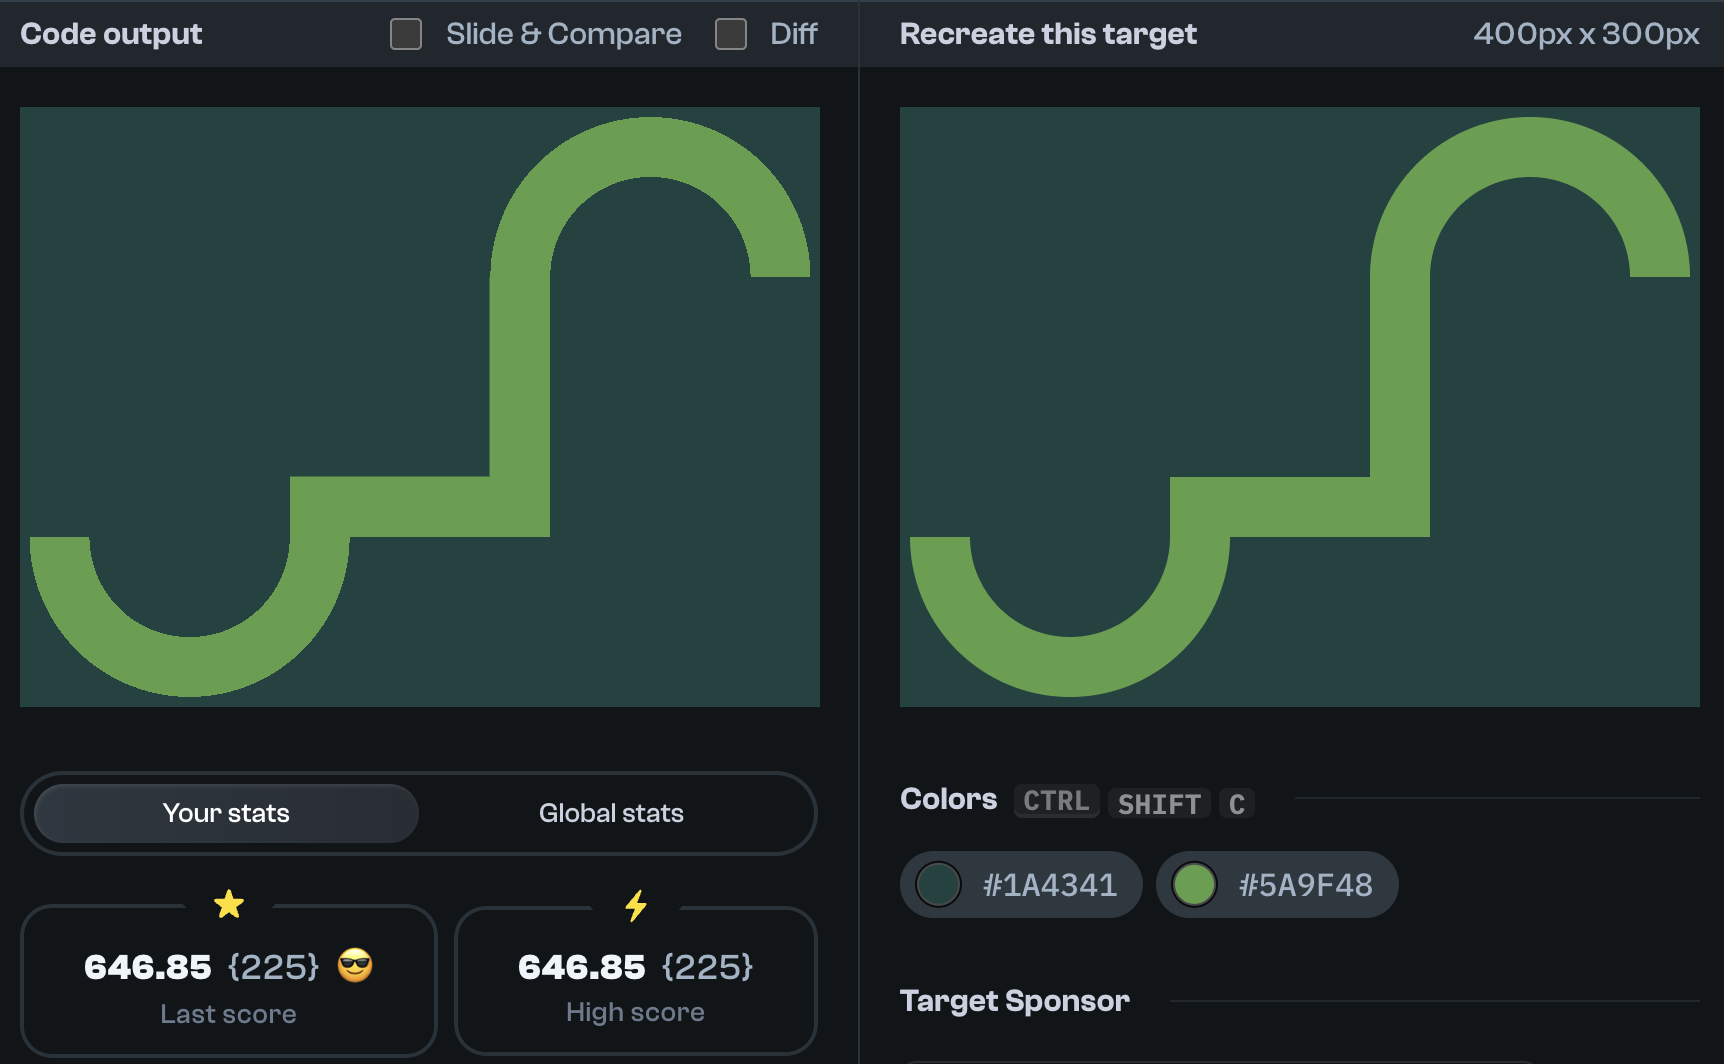 Code output
Slide & Compare
Diff
Recreate this target
400px x 300px
Your stats
Global stats
646.85 {225} 😎
Last score
646.85 {225}
High score
Colors CTRL SHIFT C
#1A4341
#5A9F48
Target Sponsor